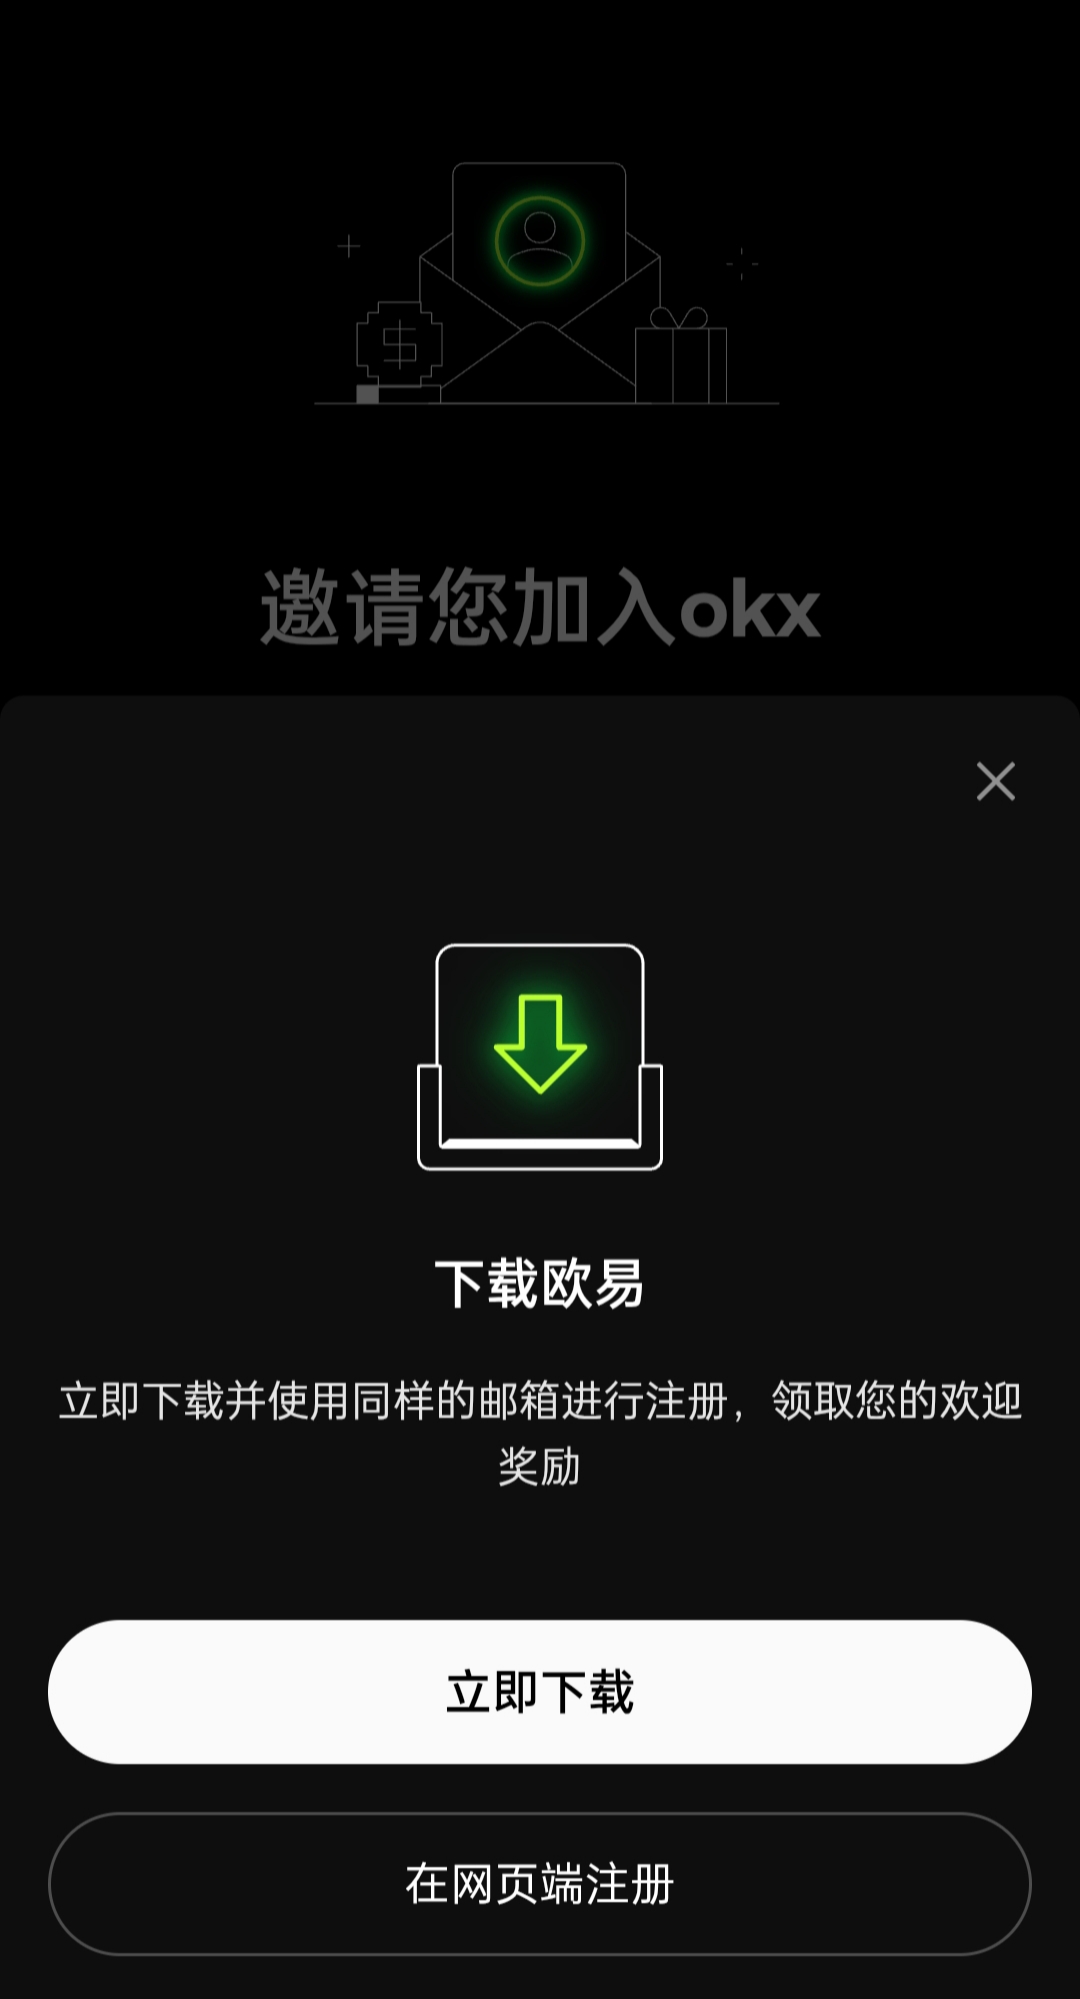 邀请您加入okx
下载欧易
立即下载并使用同样的邮箱进行注册，领取您的欢迎
奖励
立即下载
在网页端注册